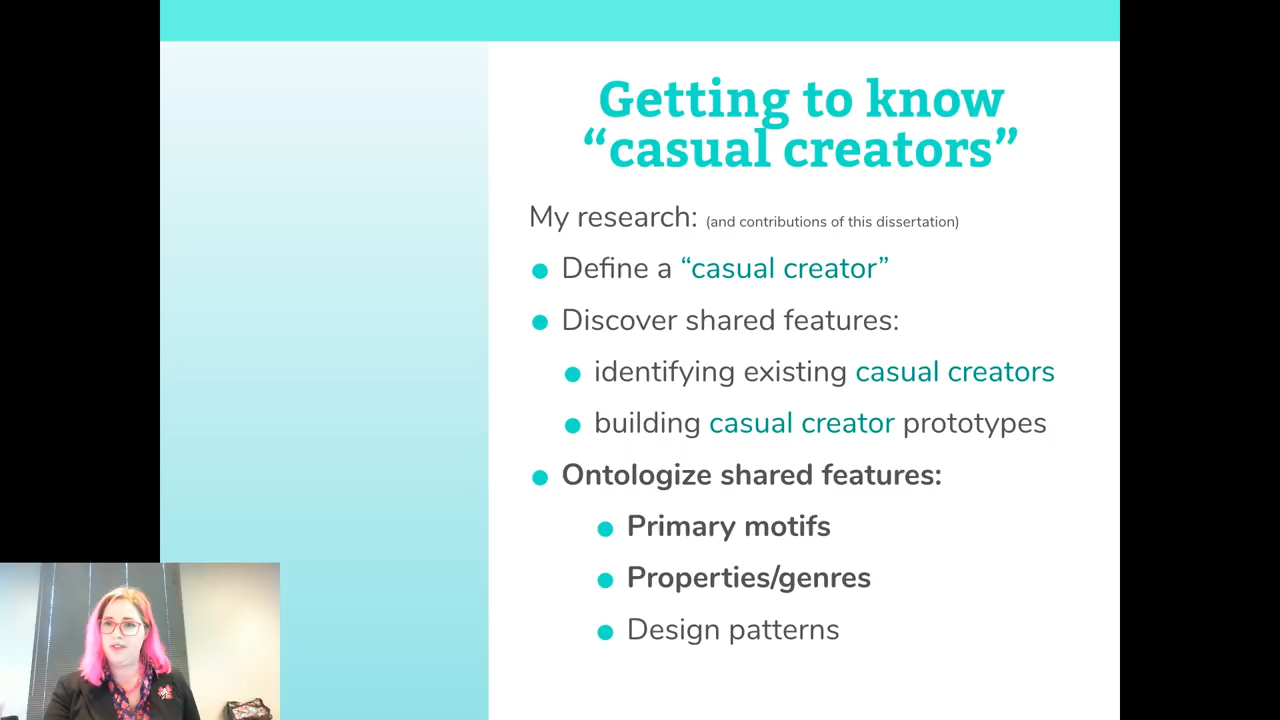 Getting to know
“casual creators”
My research: (and contributions of this dissertation)
Define a “casual creator”
Discover shared features:
identifying existing casual creators
building casual creator prototypes
Ontologize shared features:
Primary motifs
Properties/genres
Design patterns